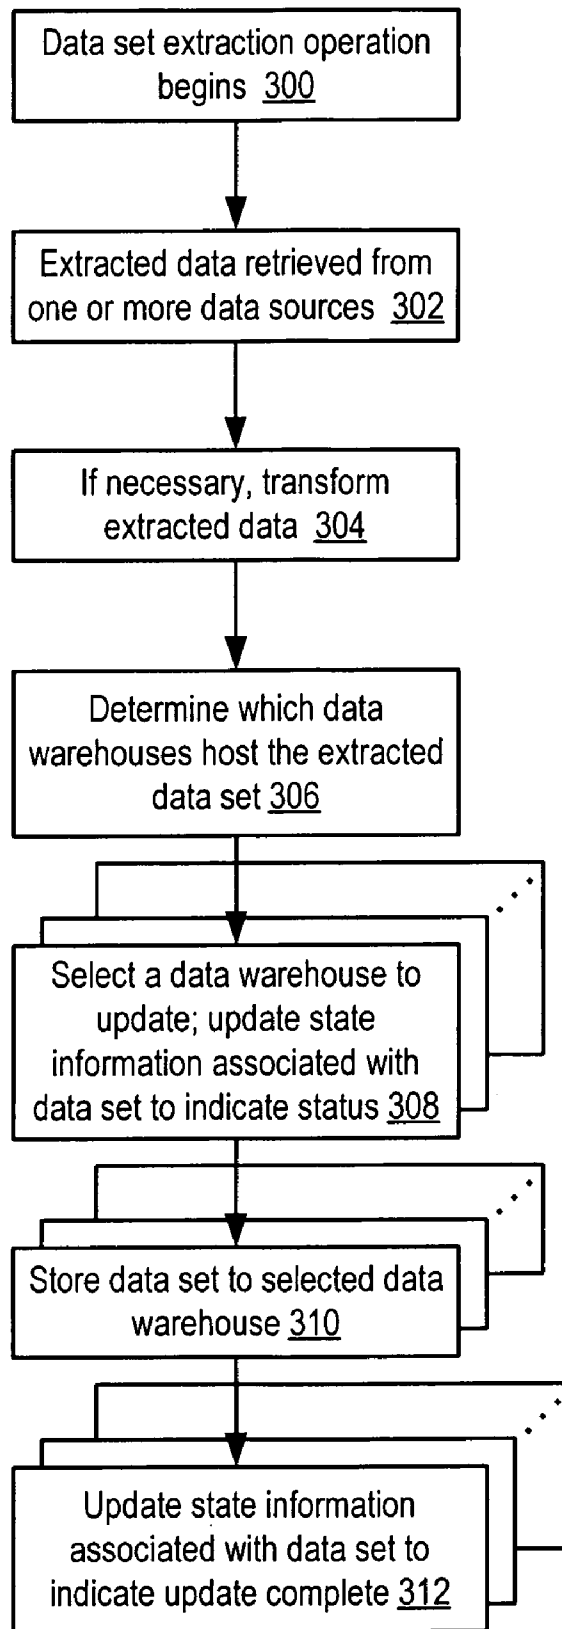 Data set extraction operation
begins 300
Extracted data retrieved from
one or more data sources 302
If necessary, transform
extracted data 304
Determine which data
warehouses host the extracted
data set 306
Select a data warehouse to
update; update state
information associated with
data set to indicate status 308
Store data set to selected data
warehouse 310
Update state information
associated with data set to
indicate update complete 312